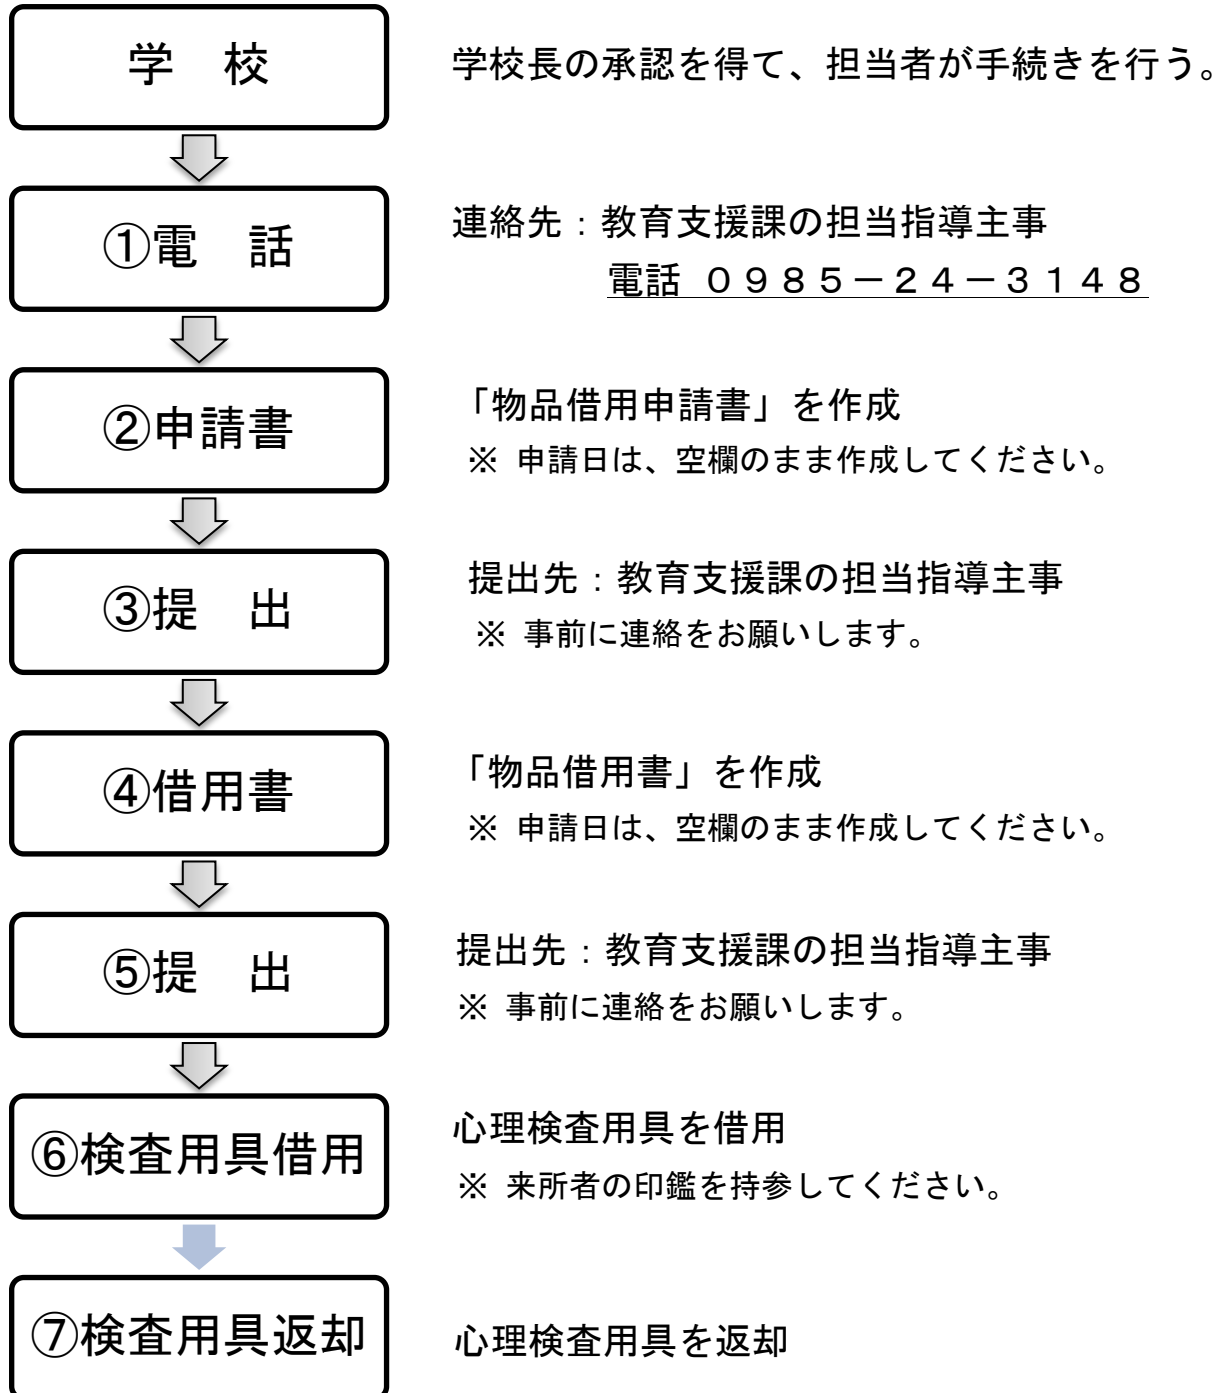 学　校
学校長の承認を得て、担当者が手続きを行う。
①電　話
連絡先：教育支援課の担当指導主事
電話　０９８５－２４－３１４８
②申請書
「物品借用申請書」を作成
※ 申請日は、空欄のまま作成してください。
③提　出
提出先：教育支援課の担当指導主事
※ 事前に連絡をお願いします。
④借用書
「物品借用書」を作成
※ 申請日は、空欄のまま作成してください。
⑤提　出
提出先：教育支援課の担当指導主事
※ 事前に連絡をお願いします。
⑥検査用具借用
心理検査用具を借用
※ 来所者の印鑑を持参してください。
⑦検査用具返却
心理検査用具を返却